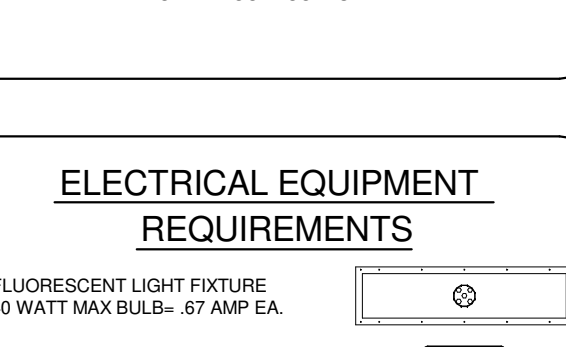 ELECTRICAL EQUIPMENT
REQUIREMENTS
FLUORESCENT LIGHT FIXTURE
WATT MAX BULB= .67 AMP EA.